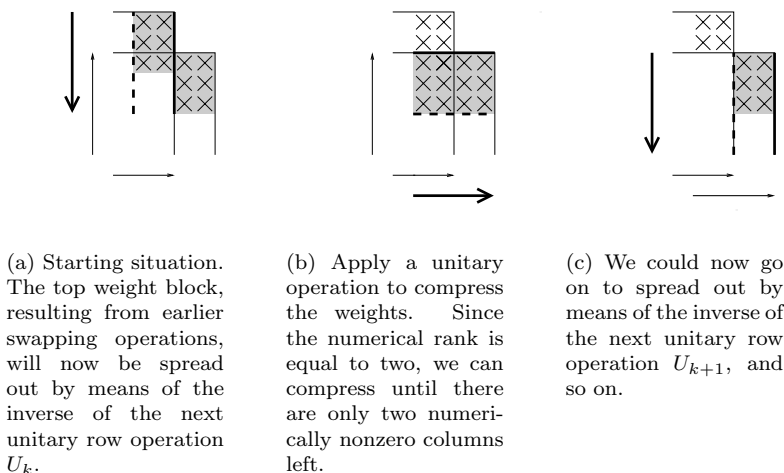 (a) Starting situation.
The top weight block,
resulting from earlier
swapping operations,
will now be spread
out by means of the
inverse of the next
unitary row operation
U_k.
(b) Apply a unitary
operation to compress
the weights. Since
the numerical rank is
equal to two, we can
compress until there
are only two numeri-
cally nonzero columns
left.
(c) We could now go
on to spread out by
means of the inverse of
the next unitary row
operation U_{k+1}, and
so on.